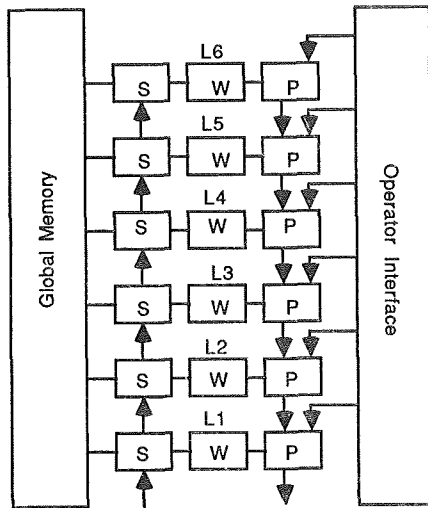 Global Memory
L6
S W P
L5
S W P
L4
S W P
L3
S W P
L2
S W P
L1
S W P
Operator Interface